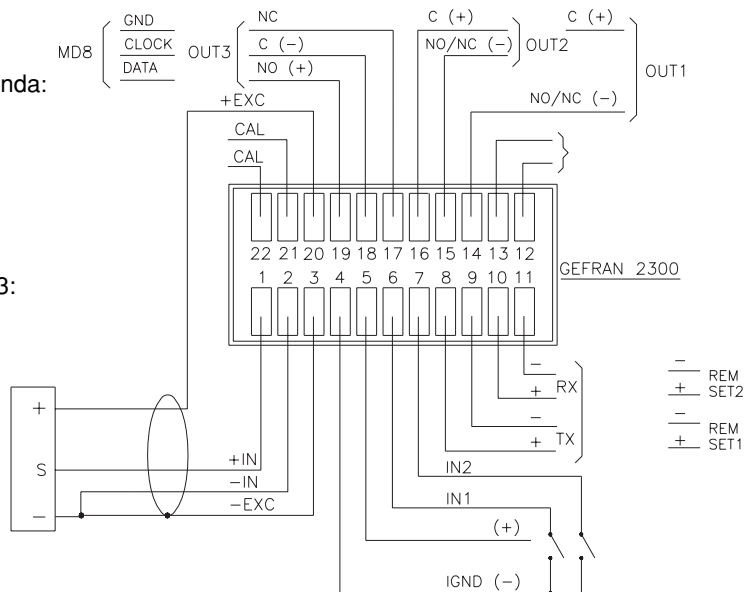 GND
CLOCK
DATA
MD8
OUT3
NC
C (-)
NO (+)
C (+)
NO/NC (-)
OUT2
C (+)
NO/NC (-)
OUT1
nda:
+EXC
CAL
CAL
22 21 20 19 18 17 16 15 14 13 12
1 2 3 4 5 6 7 8 9 10 11
GEFRAN 2300
3:
-
+
RX
-
+
TX
-
+
REM
SET2
-
+
REM
SET1
+
S
-
+IN
-IN
-EXC
IN2
IN1
(+)
IGND (-)